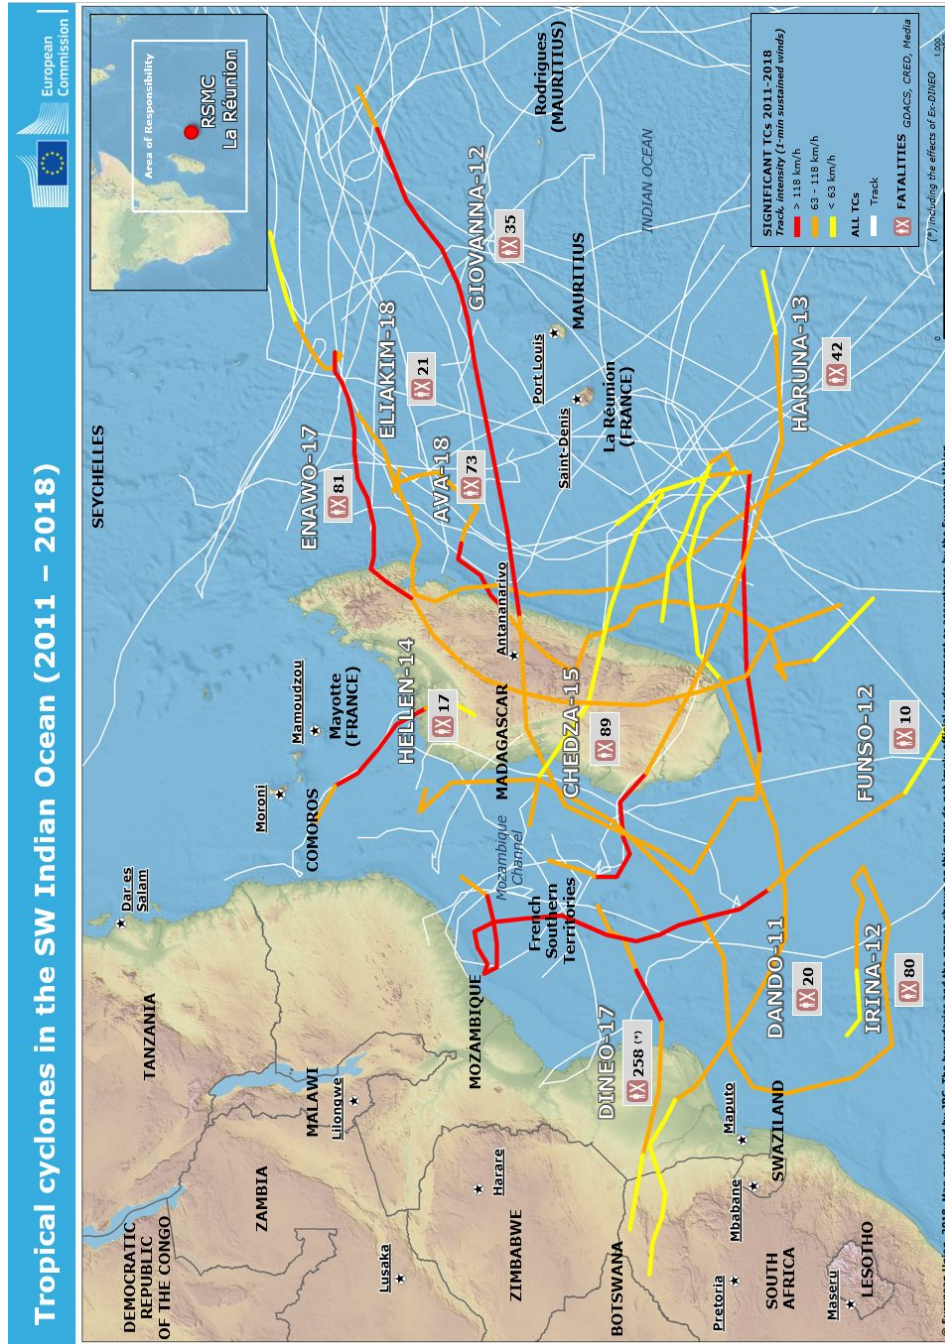 Tropical cyclones in the SW Indian Ocean (2011 – 2018)
European
Commission
Area of Responsibility
RSMC
La Réunion
SEYCHELLES
Dar es
Salam
TANZANIA
DEMOCRATIC
REPUBLIC
OF THE CONGO
ZAMBIA
MALAWI
Lilongwe
Lusaka
Moroni
COMOROS
Mamoudzou
Mayotte
(FRANCE)
ENAWO-17
81
ELIAKIM-18
21
AVA-18
73
GIOVANNA-12
35
Rodrigues
(MAURITIUS)
HELLEN-14
17
Antananarivo
MADAGASCAR
Mozambique
Channel
MOZAMBIQUE
Harare
ZIMBABWE
French
Southern
Territories
CHEDZA-15
89
Port Louis
MAURITIUS
Saint-Denis
La Réunion
(FRANCE)
INDIAN OCEAN
DINEO-17
258 (*)
BOTSWANA
Pretoria
Maputo
Mbabane
SWAZILAND
SOUTH
AFRICA
Maseru
LESOTHO
DANDO-11
20
IRINA-12
80
FUNSO-12
10
HARUNA-13
42
SIGNIFICANT TCs 2011-2018
Track, intensity (1-min sustained winds)
> 118 km/h
63 - 118 km/h
< 63 km/h
ALL TCs
Track
FATALITIES GDACS, CRED, Media
(*) including the effects of Ex-DINEO
0
1,000